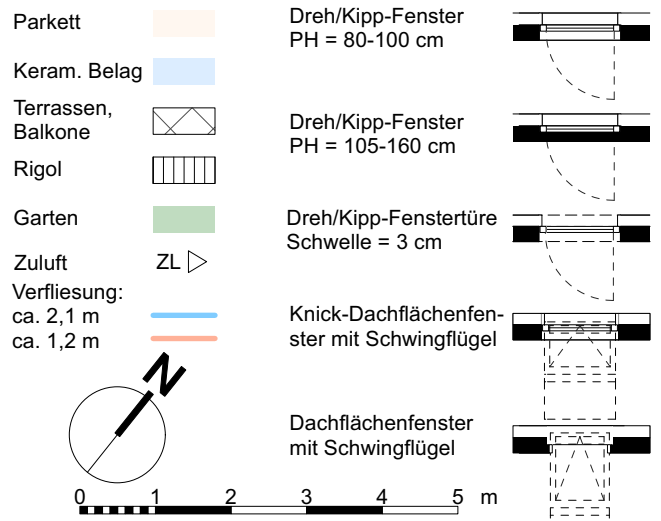 Parkett
Keram. Belag
Terrassen,
Balkone
Rigol
Garten
Zuluft
ZL
Verfliesung:
ca. 2,1 m
ca. 1,2 m
N
0 1 2 3 4 5 m
Dreh/Kipp-Fenster
PH = 80-100 cm
Dreh/Kipp-Fenster
PH = 105-160 cm
Dreh/Kipp-Fenstertüre
Schwelle = 3 cm
Knick-Dachflächenfen-
ster mit Schwingflügel
Dachflächenfenster
mit Schwingflügel